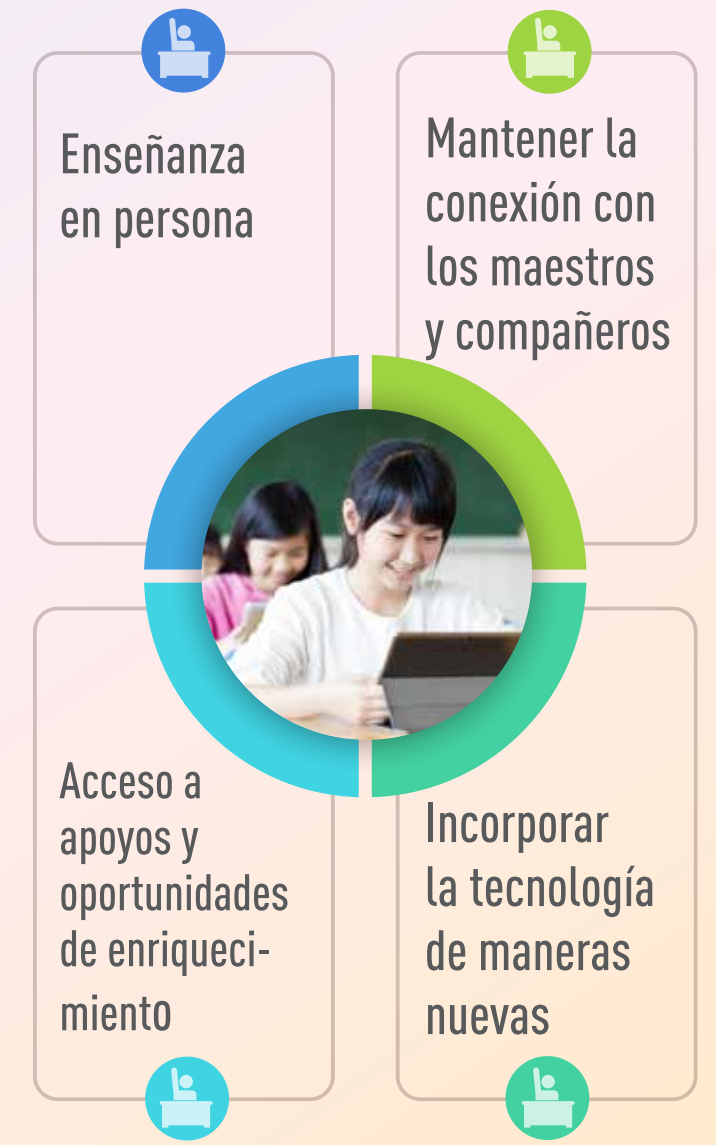 Enseñanza
en persona
Mantener la
conexión con
los maestros
y compañeros
Acceso a
apoyos y
oportunidades
de enriqueci-
miento
Incorporar
la tecnología
de maneras
nuevas